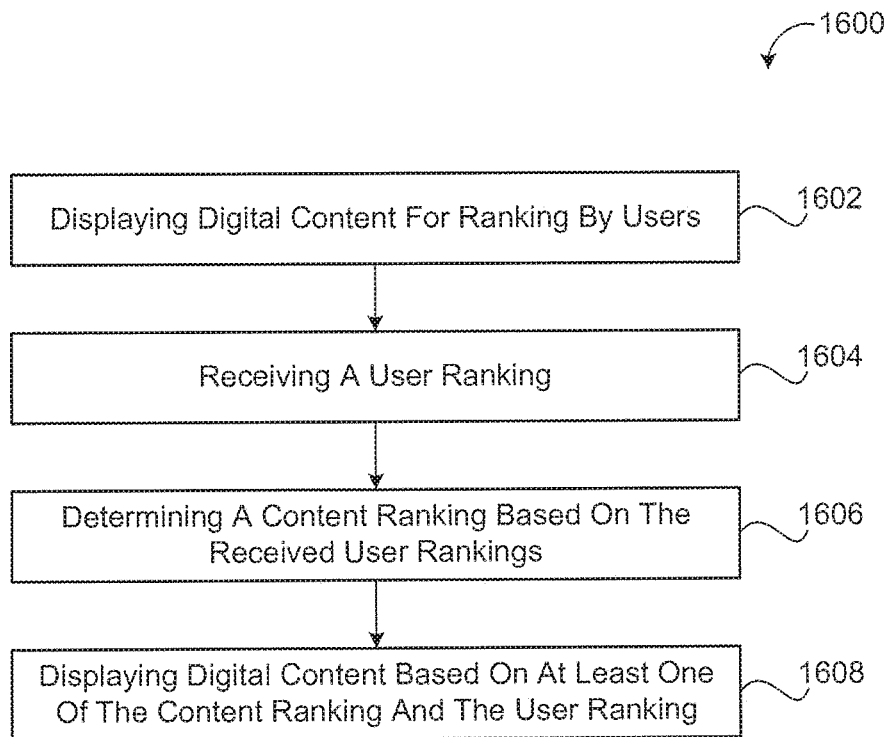 1600
Displaying Digital Content For Ranking By Users
1602
Receiving A User Ranking
1604
Determining A Content Ranking Based On The
Received User Rankings
1606
Displaying Digital Content Based On At Least One
Of The Content Ranking And The User Ranking
1608